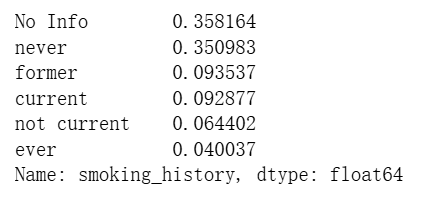 No Info 0.358164
never 0.350983
former 0.093537
current 0.092877
not current 0.064402
ever 0.040037
Name: smoking_history, dtype: float64